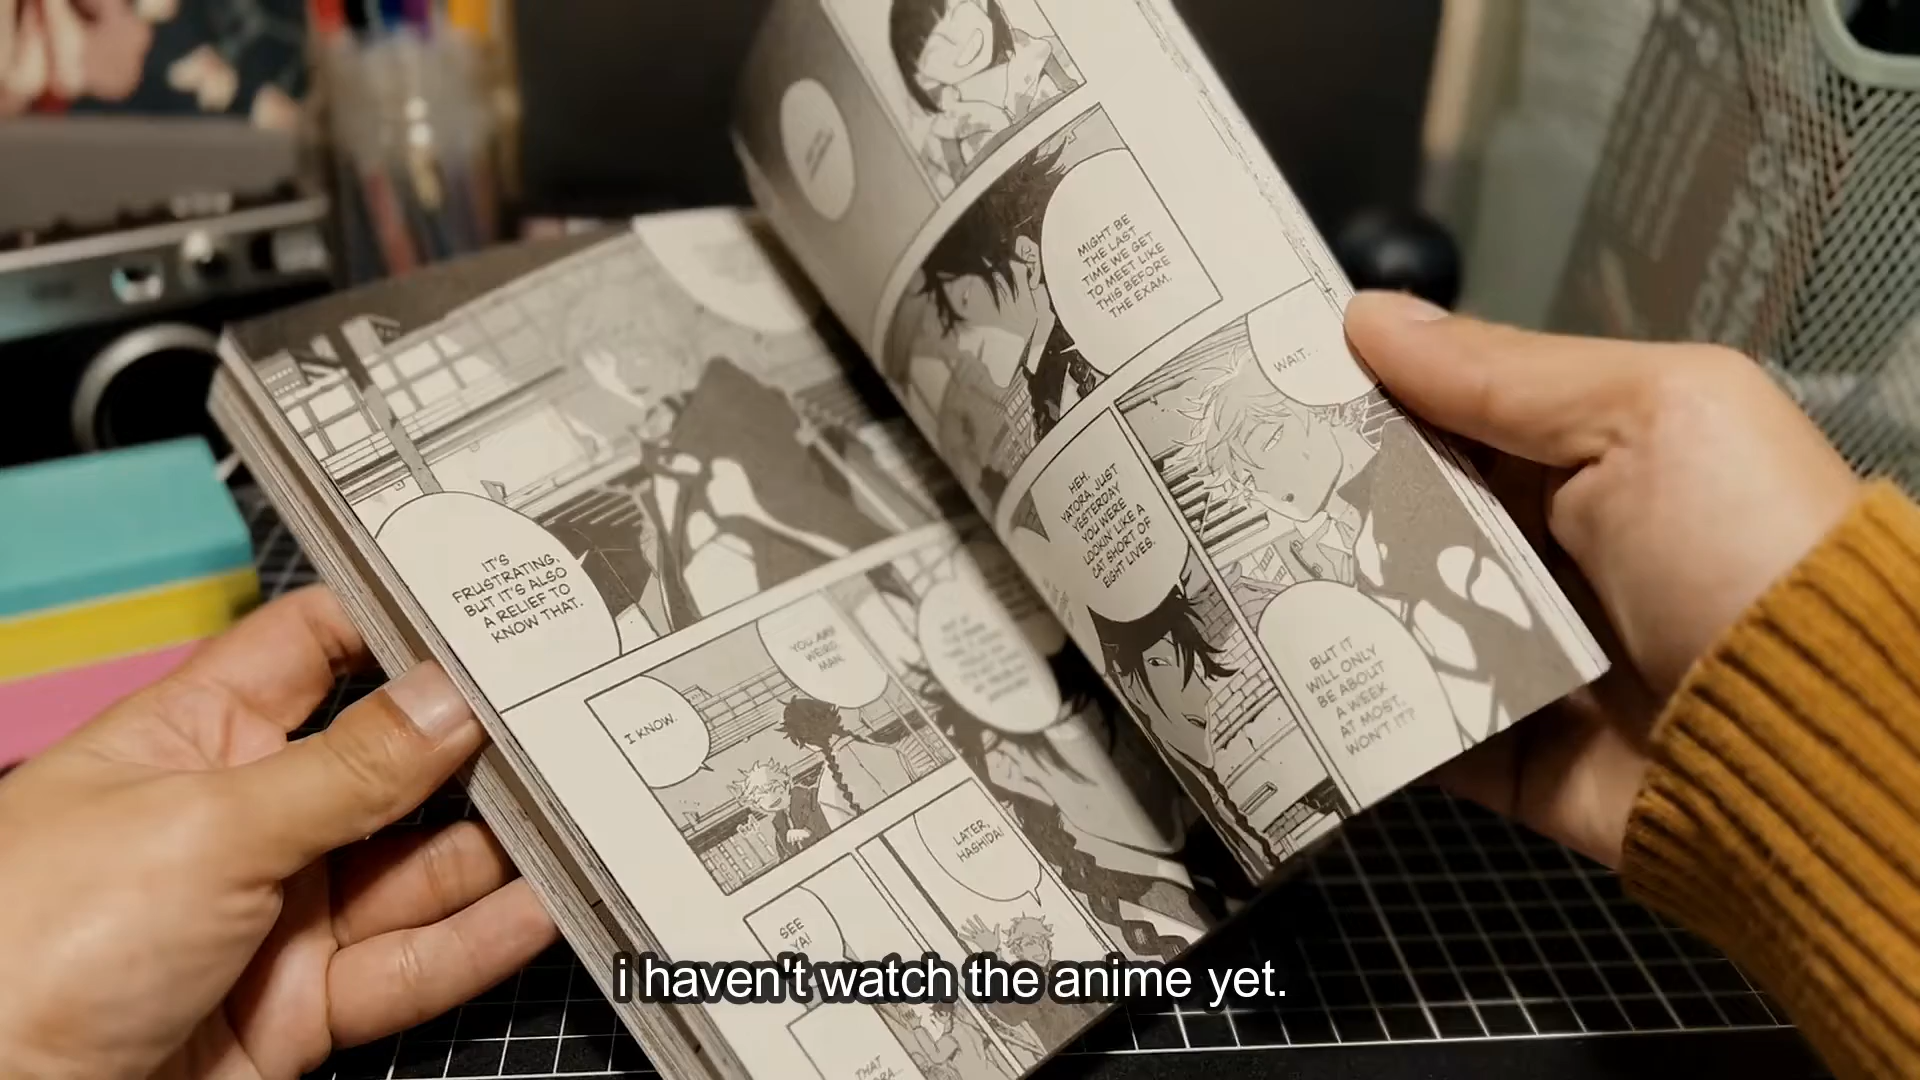 MIGHT BE
THE LAST
TIME WE GET
TO MEET LIKE
THIS BEFORE
THE EXAM.
WAIT...
HEH.
YATORA, JUST
YESTERDAY
YOU WERE
LOOKIN' LIKE A
CAT SHORT OF
EIGHT LIVES.
BUT IT
WILL ONLY
BE ABOUT
A WEEK
AT MOST,
WON'T IT?
IT'S
FRUSTRATING,
BUT IT'S ALSO
A RELIEF TO
KNOW THAT.
YOU ARE
WEIRD,
MAN.
I KNOW.
LATER,
HASHIDA!
SEE
YA!
THAT
i haven't watch the anime yet.